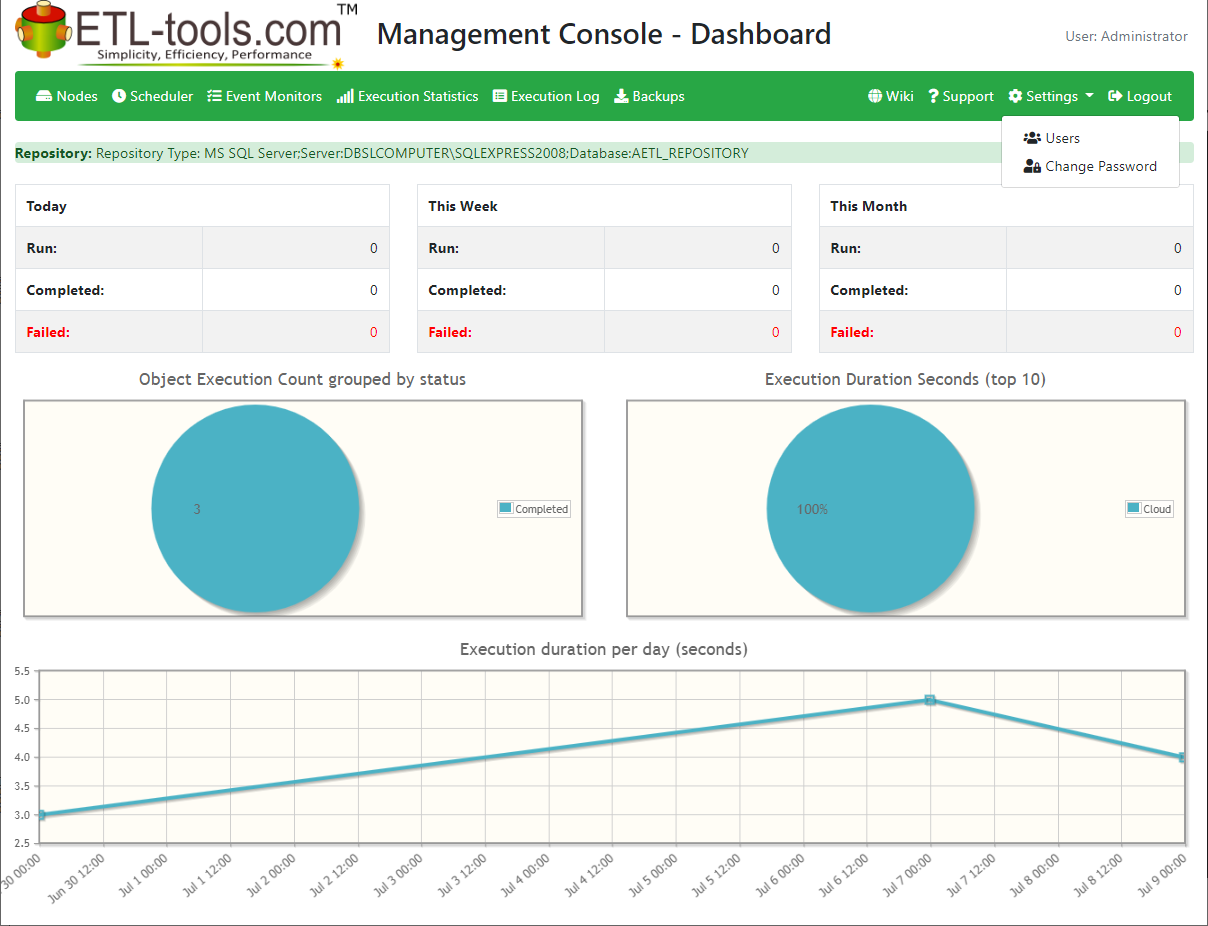 ETL-tools.com™
Simplicity, Efficiency, Performance
Management Console - Dashboard
User: Administrator
Nodes Scheduler Event Monitors Execution Statistics Execution Log Backups Wiki Support Settings Logout
Users
Change Password
Repository: Repository Type: MS SQL Server;Server:DBSLCOMPUTER\SQLEXPRESS2008;Database:AETL_REPOSITORY
Today
Run: 0
Completed: 0
Failed: 0
This Week
Run: 0
Completed: 0
Failed: 0
This Month
Run: 0
Completed: 0
Failed: 0
Object Execution Count grouped by status
3
Completed
Execution Duration Seconds (top 10)
100%
Cloud
Execution duration per day (seconds)
5.5
5.0
4.5
4.0
3.5
3.0
2.5
30 00:00
Jun 30 12:00
Jul 1 00:00
Jul 1 12:00
Jul 2 00:00
Jul 2 12:00
Jul 3 00:00
Jul 3 12:00
Jul 4 00:00
Jul 4 12:00
Jul 5 00:00
Jul 5 12:00
Jul 6 00:00
Jul 6 12:00
Jul 7 00:00
Jul 7 12:00
Jul 8 00:00
Jul 8 12:00
Jul 9 00:00